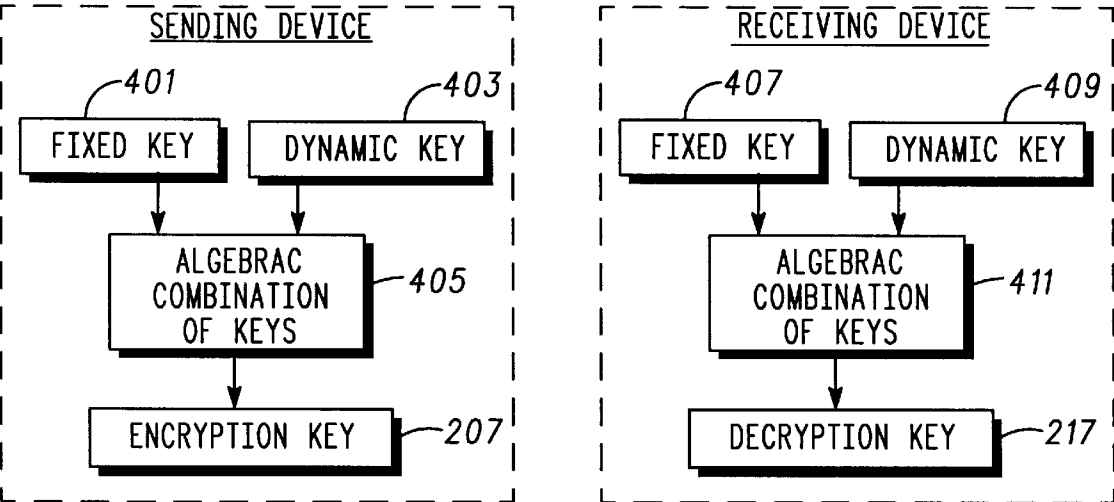 SENDING DEVICE
401
403
FIXED KEY
DYNAMIC KEY
ALGEBRAC
COMBINATION
OF KEYS
405
ENCRYPTION KEY
207
RECEIVING DEVICE
407
409
FIXED KEY
DYNAMIC KEY
ALGEBRAC
COMBINATION
OF KEYS
411
DECRYPTION KEY
217